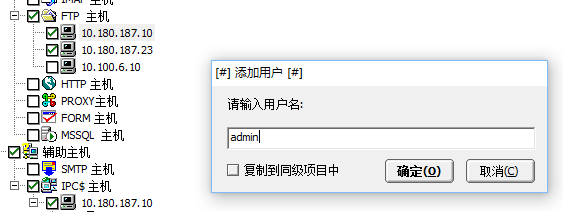 FTP 主机
10.180.187.10
10.180.187.23
10.100.6.10
HTTP 主机
PROXY主机
FORM 主机
MSSQL 主机
辅助主机
SMTP 主机
IPC$ 主机
10.180.187.10
[#] 添加用户 [#]
请输入用户名:
admin
复制到同级项目中
确定(O)
取消(C)